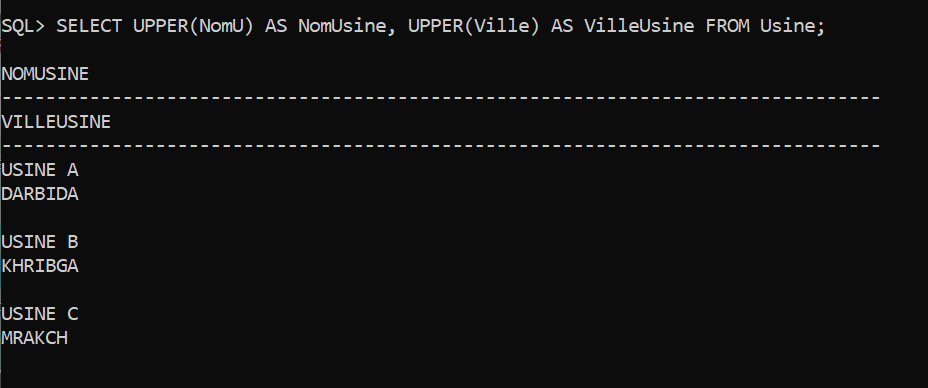 SQL> SELECT UPPER(NomU) AS NomUsine, UPPER(Ville) AS VilleUsine FROM Usine;
NOMUSINE
--------------------------------------------------------------------------------
VILLEUSINE
--------------------------------------------------------------------------------
USINE A
DARBIDA
USINE B
KHRIBGA
USINE C
MRAKCH